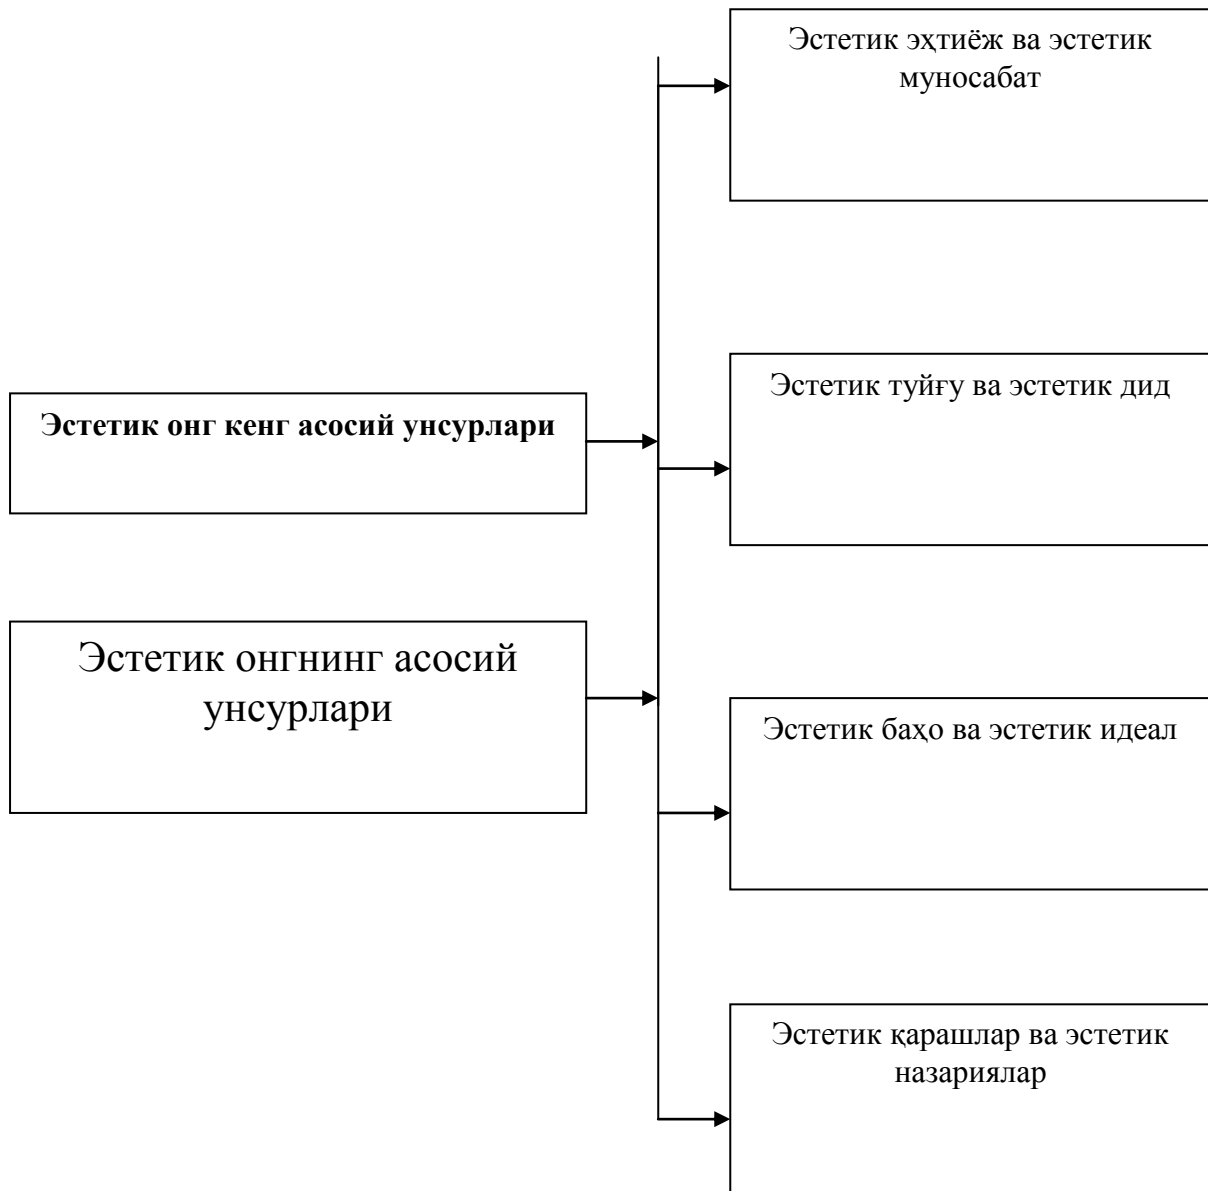 Эстетик эҳтиёж ва эстетик
муносабат
Эстетик туйғу ва эстетик дид
Эстетик онг кенг асосий унсурлари
Эстетик онгнинг асосий
унсурлари
Эстетик баҳо ва эстетик идеал
Эстетик қарашлар ва эстетик
назариялар